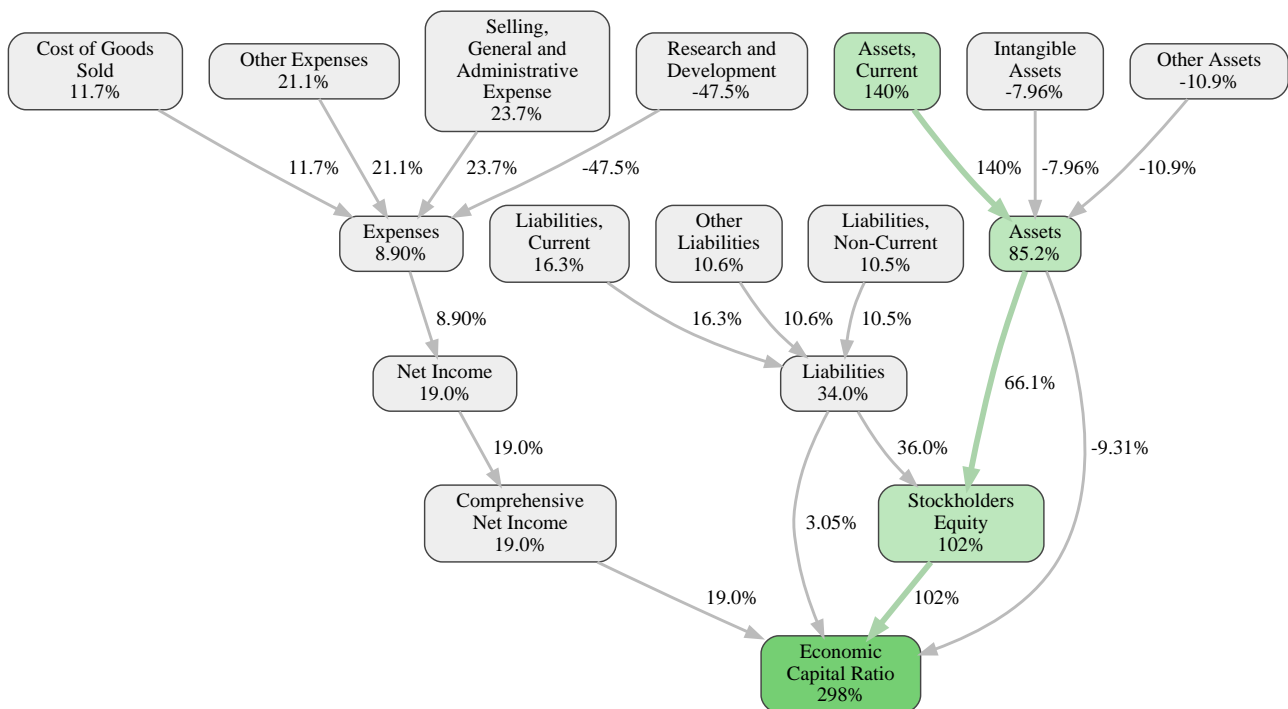 Cost of Goods
Sold
11.7%
Other Expenses
21.1%
Selling,
General and
Administrative
Expense
23.7%
Research and
Development
-47.5%
Assets,
Current
140%
Intangible
Assets
-7.96%
Other Assets
-10.9%
11.7%
21.1%
23.7%
-47.5%
140%
-7.96%
-10.9%
Expenses
8.90%
Liabilities,
Current
16.3%
Other
Liabilities
10.6%
Liabilities,
Non-Current
10.5%
Assets
85.2%
8.90%
16.3%
10.6%
10.5%
Net Income
19.0%
Liabilities
34.0%
66.1%
19.0%
36.0%
-9.31%
Comprehensive
Net Income
19.0%
3.05%
Stockholders
Equity
102%
19.0%
102%
Economic
Capital Ratio
298%